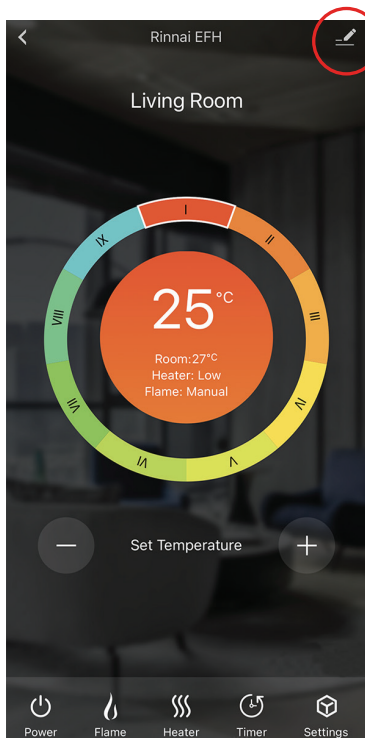 Rinnai EFH
Living Room
I
II
III
IV
V
VI
VII
VIII
IX
25°C
Room:27°C
Heater: Low
Flame: Manual
Set Temperature
Power Flame Heater Timer Settings